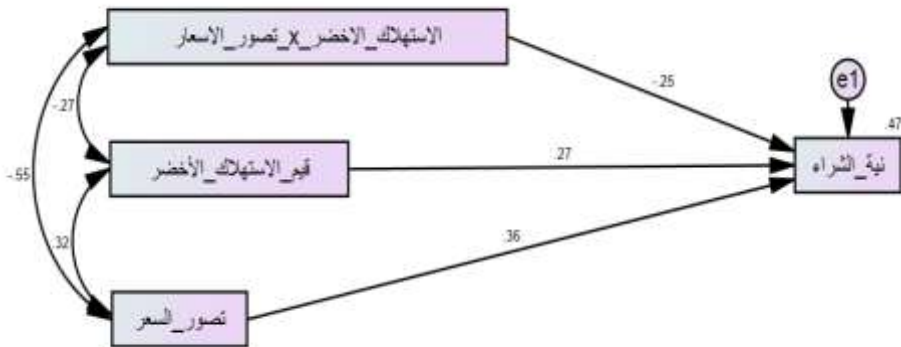 الاستهلاك_الاخضر_x_تصور_الاسعار
-.25
e1
-.27
.47
قيم_الاستهلاك_الأخضر
.27
نية_الشراء
-.55
.32
.36
تصور_السعر